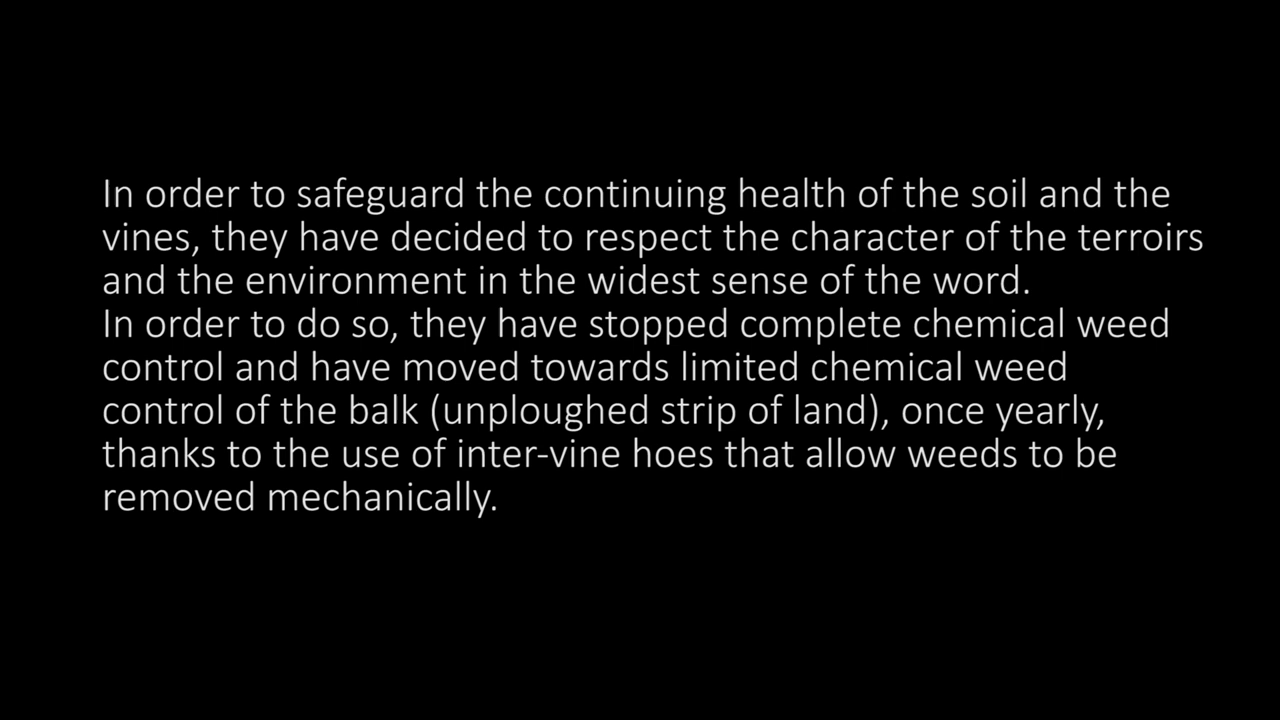 In order to safeguard the continuing health of the soil and the
vines, they have decided to respect the character of the terroirs
and the environment in the widest sense of the word.
In order to do so, they have stopped complete chemical weed
control and have moved towards limited chemical weed
control of the balk (unploughed strip of land), once yearly,
thanks to the use of inter-vine hoes that allow weeds to be
removed mechanically.